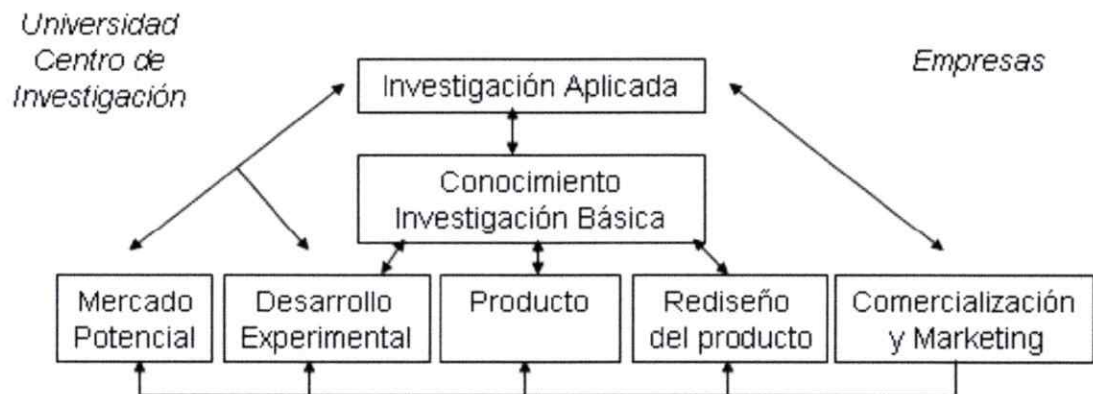 Universidad
Centro de
Investigación
Empresas
Investigación Aplicada
Conocimiento
Investigación Básica
Mercado
Potencial
Desarrollo
Experimental
Producto
Rediseño
del producto
Comercialización
y Marketing